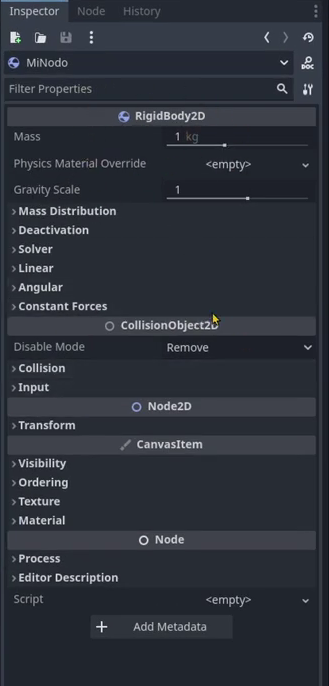 Inspector Node History
MiNodo
Filter Properties
RigidBody2D
Mass 1 kg
Physics Material Override <empty>
Gravity Scale 1
Mass Distribution
Deactivation
Solver
Linear
Angular
Constant Forces
CollisionObject2D
Disable Mode Remove
Collision
Input
Node2D
Transform
CanvasItem
Visibility
Ordering
Texture
Material
Node
Process
Editor Description
Script <empty>
Add Metadata